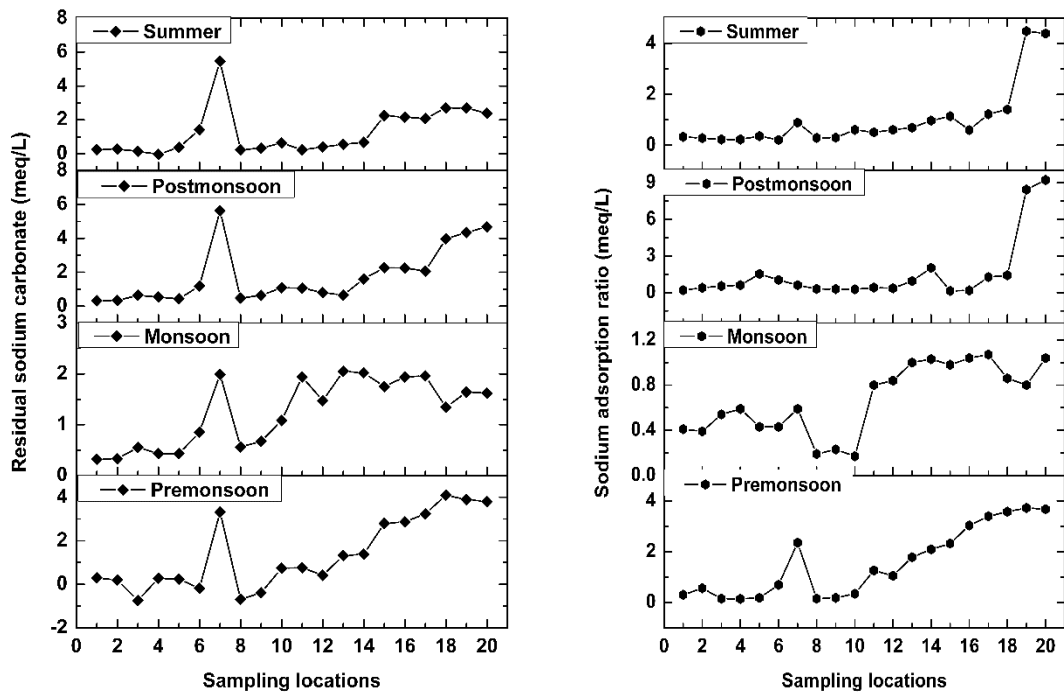 Residual sodium carbonate (meq/L)
Summer
8
6
4
2
0
Postmonsoon
8
6
4
2
0
Monsoon
3
2
1
0
Premonsoon
4
2
0
-2
0 2 4 6 8 10 12 14 16 18 20
Sampling locations
Sodium adsorption ratio (meq/L)
Summer
4
2
0
Postmonsoon
9
6
3
0
Monsoon
1.2
0.8
0.4
0.0
Premonsoon
4
2
0
0 2 4 6 8 10 12 14 16 18 20
Sampling locations